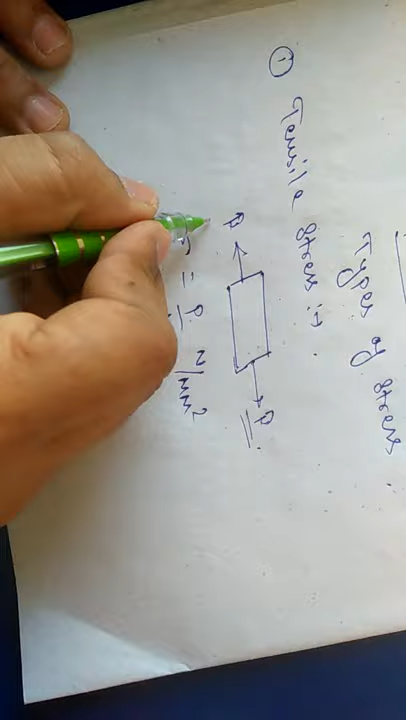 Types of Stress
① Tensile Stress :-
P P
= P N/mm²